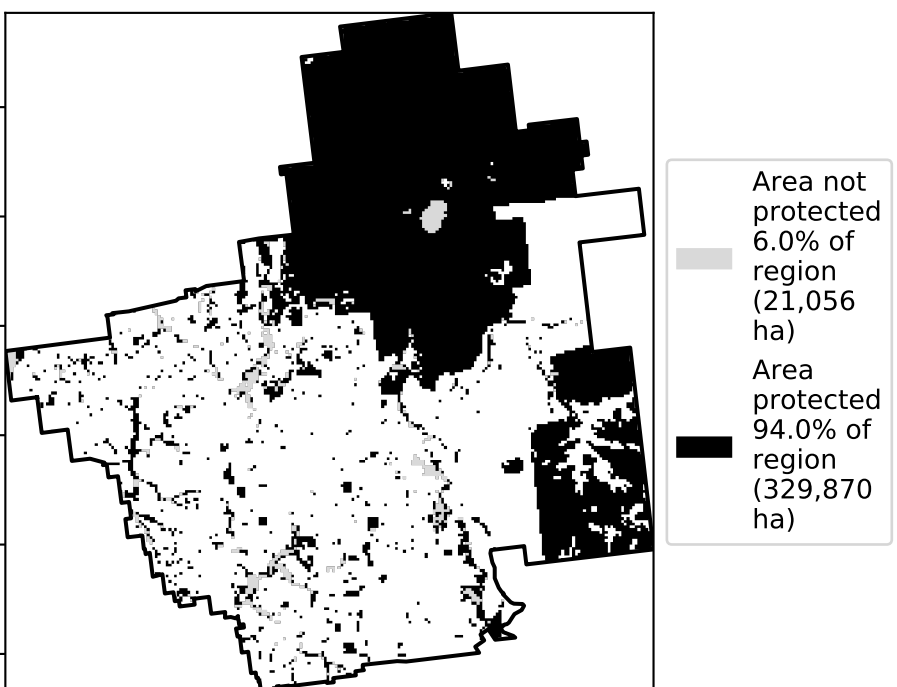 Area not
protected
6.0% of
region
(21,056
ha)
Area
protected
94.0% of
region
(329,870
ha)